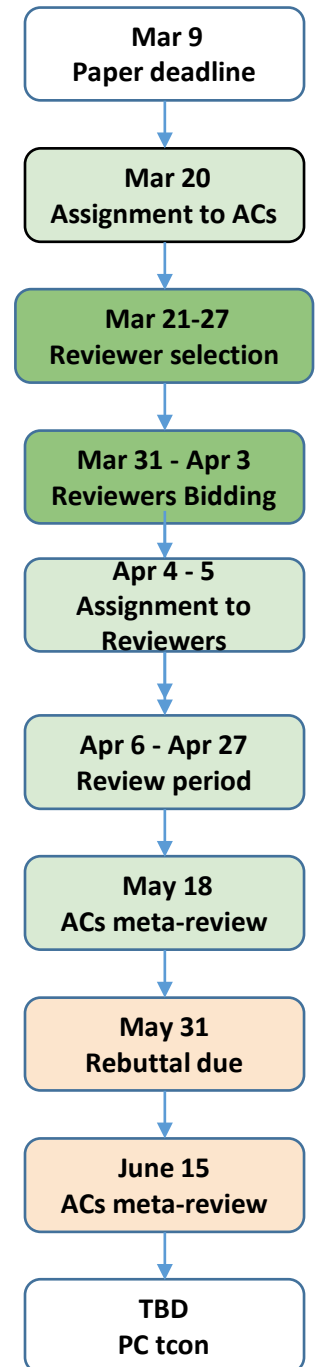 Mar 9
Paper deadline
Mar 20
Assignment to ACs
Mar 21-27
Reviewer selection
Mar 31 - Apr 3
Reviewers Bidding
Apr 4 - 5
Assignment to
Reviewers
Apr 6 - Apr 27
Review period
May 18
ACs meta-review
May 31
Rebuttal due
June 15
ACs meta-review
TBD
PC tcon